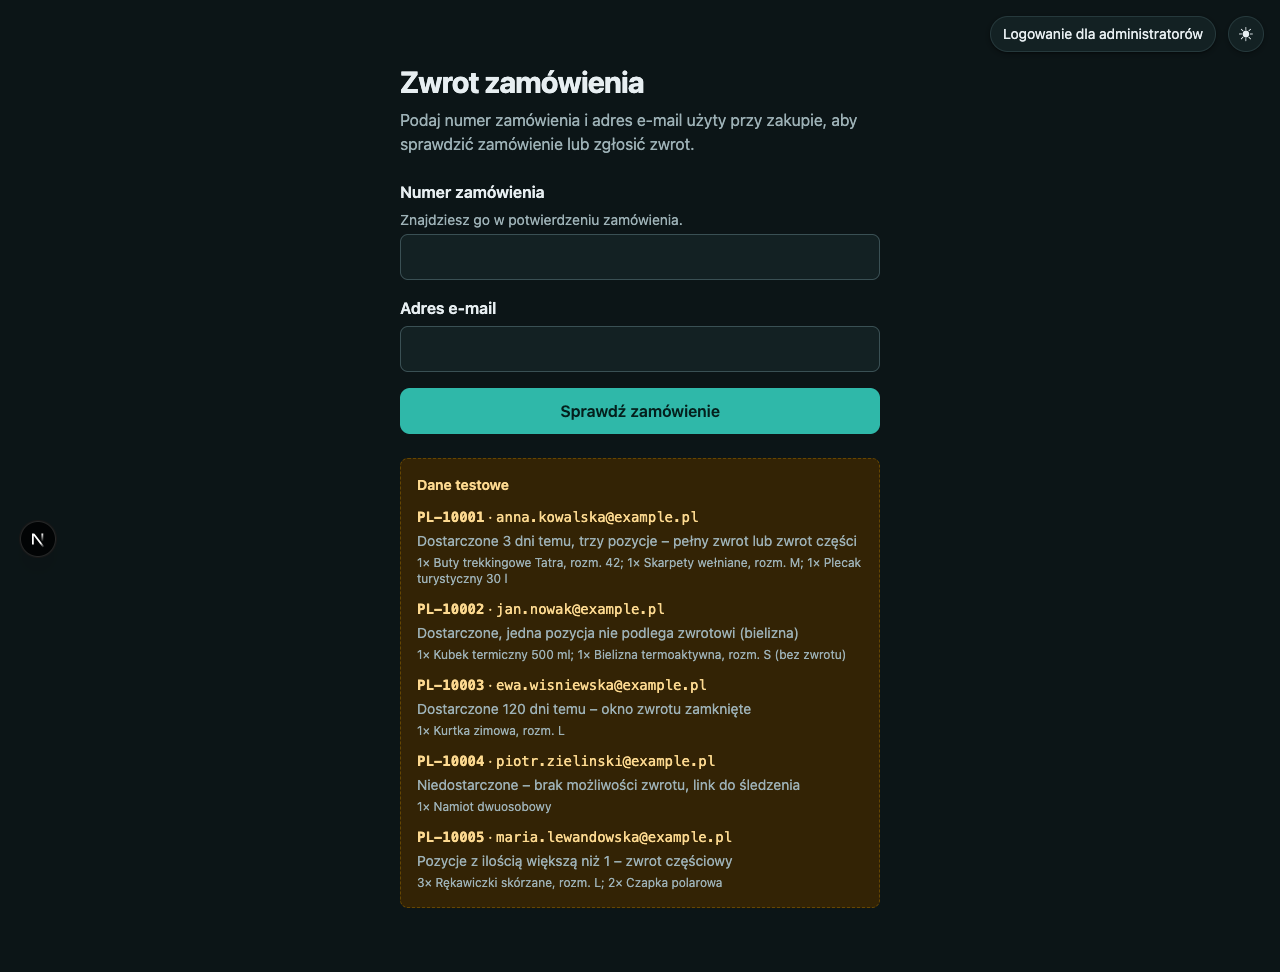 Logowanie dla administratorów
Zwrot zamówienia
Podaj numer zamówienia i adres e-mail użyty przy zakupie, aby
sprawdzić zamówienie lub zgłosić zwrot.
Numer zamówienia
Znajdziesz go w potwierdzeniu zamówienia.
Adres e-mail
Sprawdź zamówienie
Dane testowe
PL-10001 · anna.kowalska@example.pl
Dostarczone 3 dni temu, trzy pozycje – pełny zwrot lub zwrot części
1× Buty trekkingowe Tatra, rozm. 42; 1× Skarpety wełniane, rozm. M; 1× Plecak
turystyczny 30 l
N
PL-10002 · jan.nowak@example.pl
Dostarczone, jedna pozycja nie podlega zwrotowi (bielizna)
1× Kubek termiczny 500 ml; 1× Bielizna termoaktywna, rozm. S (bez zwrotu)
PL-10003 · ewa.wisniewska@example.pl
Dostarczone 120 dni temu – okno zwrotu zamknięte
1× Kurtka zimowa, rozm. L
PL-10004 · piotr.zielinski@example.pl
Niedostarczone – brak możliwości zwrotu, link do śledzenia
1× Namiot dwuosobowy
PL-10005 · maria.lewandowska@example.pl
Pozycje z ilością większą niż 1 – zwrot częściowy
3× Rękawiczki skórzane, rozm. L; 2× Czapka polarowa